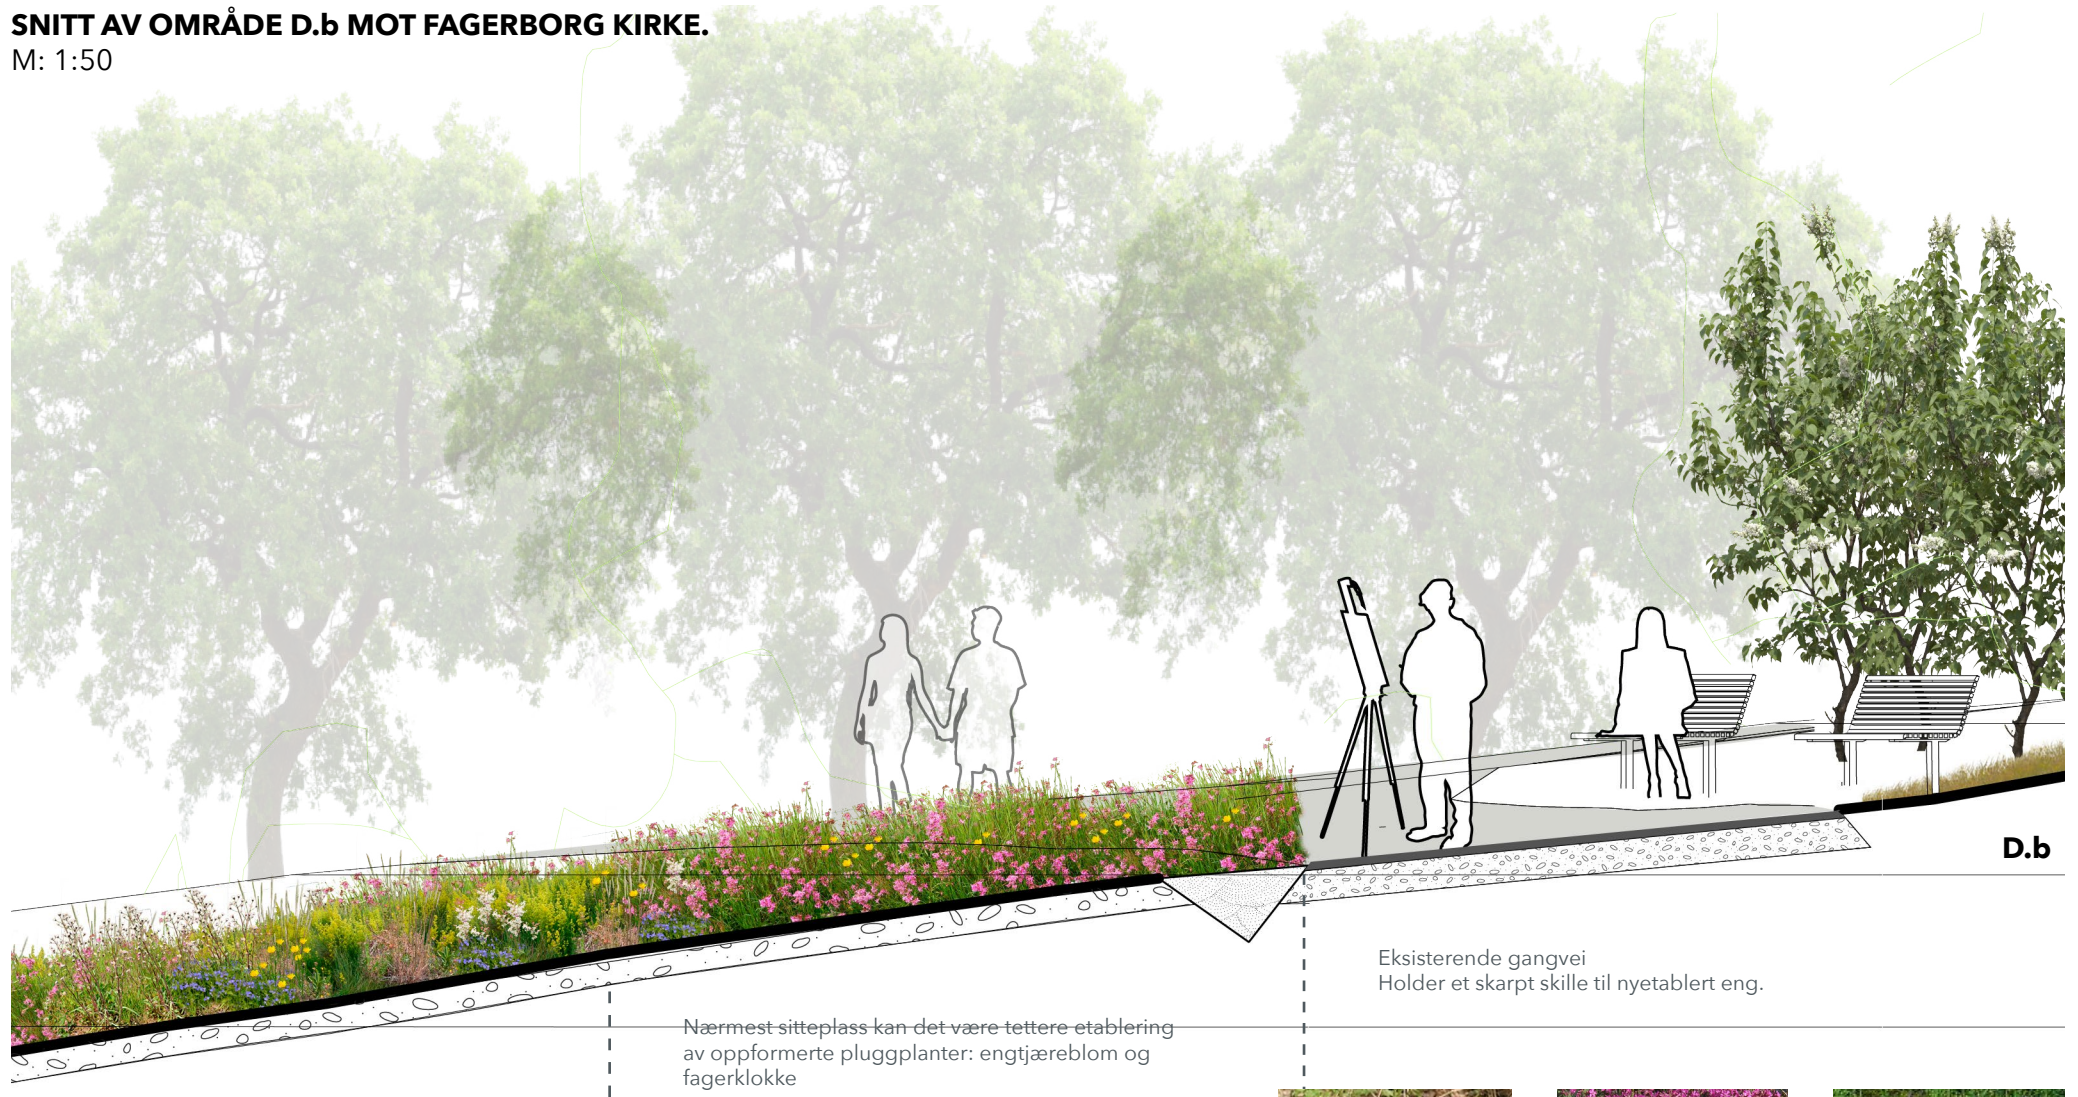 SNITT AV OMRÅDE D.b MOT FAGERBORG KIRKE.
M: 1:50
D.b
Eksisterende gangvei
Holder et skarpt skille til nyetablert eng.
Nærmest sitteplass kan det være tettere etablering
av oppformerte pluggplanter: engtjæreblom og
fagerklokke